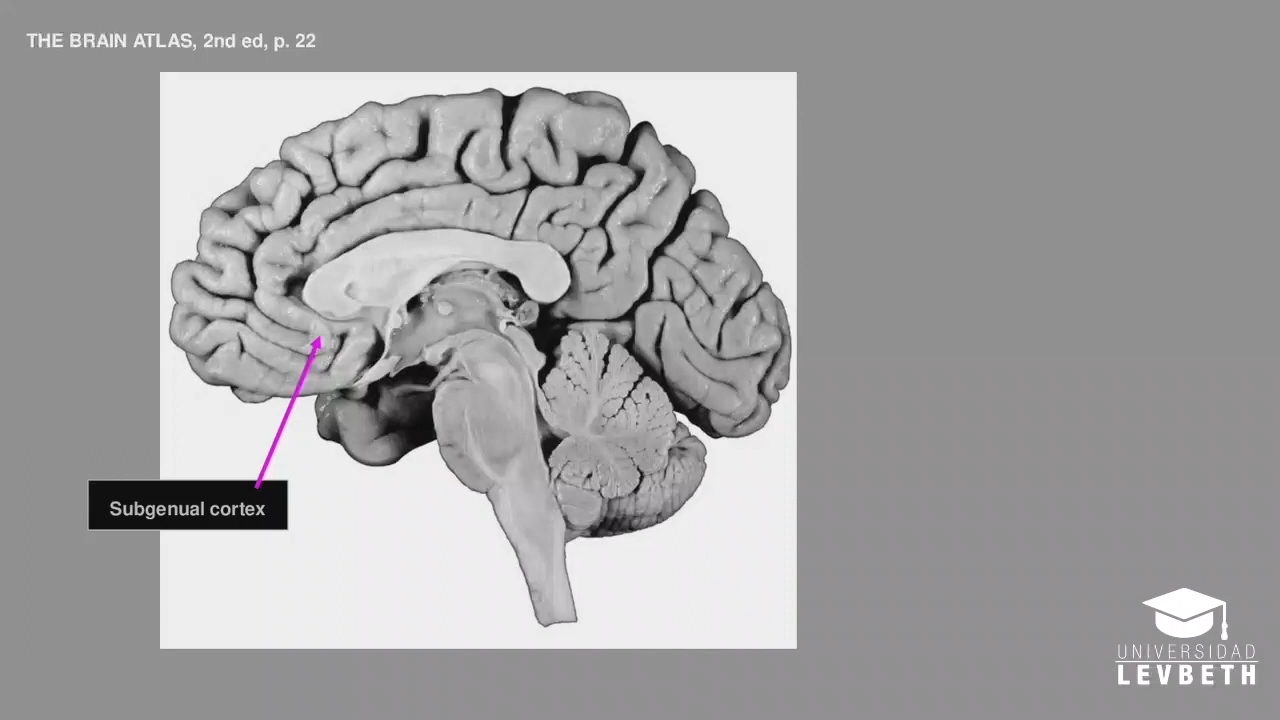 THE BRAIN ATLAS, 2nd ed, p. 22
Subgenual cortex
UNIVERSIDAD
LEVBETH